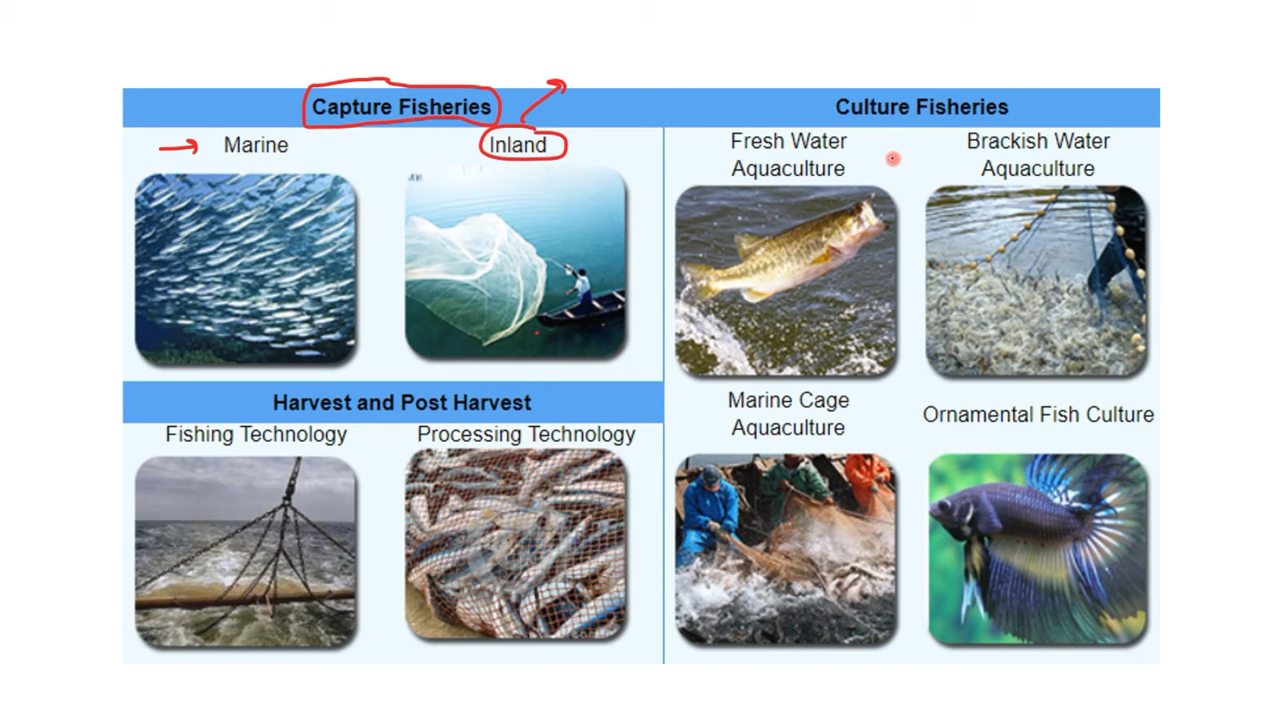 Capture Fisheries
Marine
Inland
Harvest and Post Harvest
Fishing Technology
Processing Technology
Culture Fisheries
Fresh Water
Aquaculture
Brackish Water
Aquaculture
Marine Cage
Aquaculture
Ornamental Fish Culture